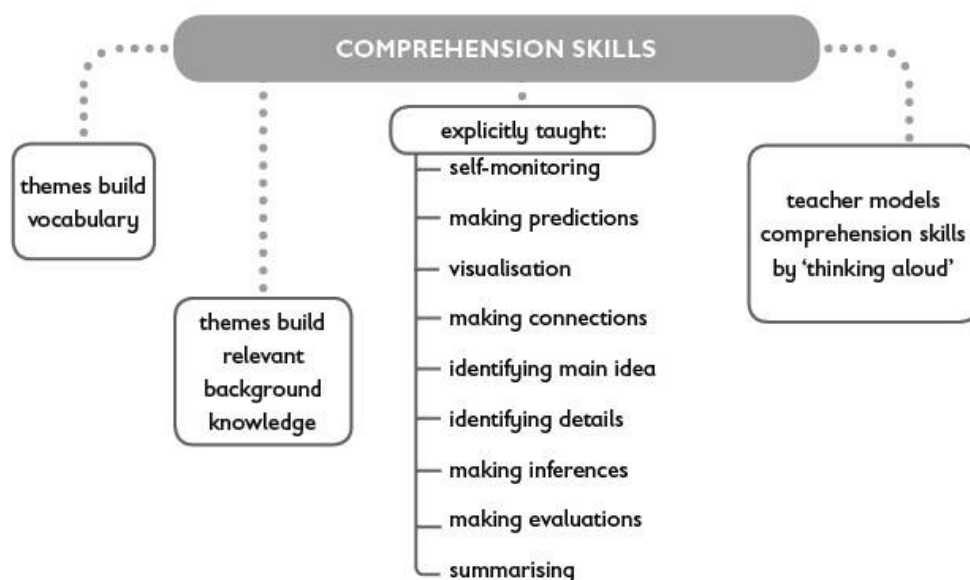 COMPREHENSION SKILLS
themes build
vocabulary
themes build
relevant
background
knowledge
explicitly taught:
self-monitoring
making predictions
visualisation
making connections
identifying main idea
identifying details
making inferences
making evaluations
summarising
teacher models
comprehension skills
by ‘thinking aloud’